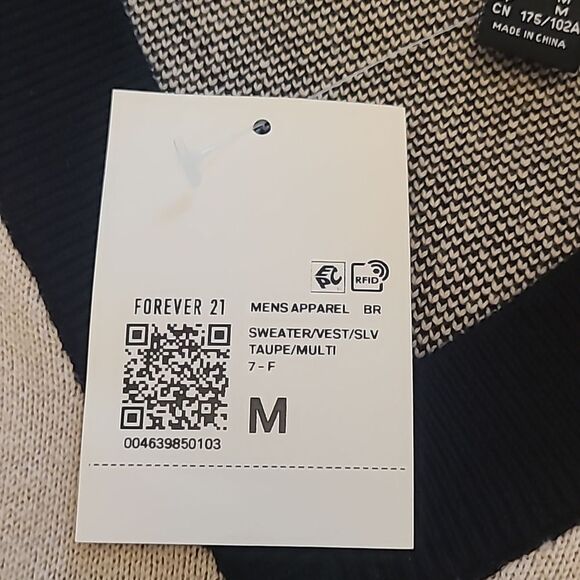 M
CN 175/102A
MADE IN CHINA
EPC
RFID
FOREVER 21
MENS APPAREL BR
SWEATER/VEST/SLV
TAUPE/MULTI
7 - F
M
004639850103